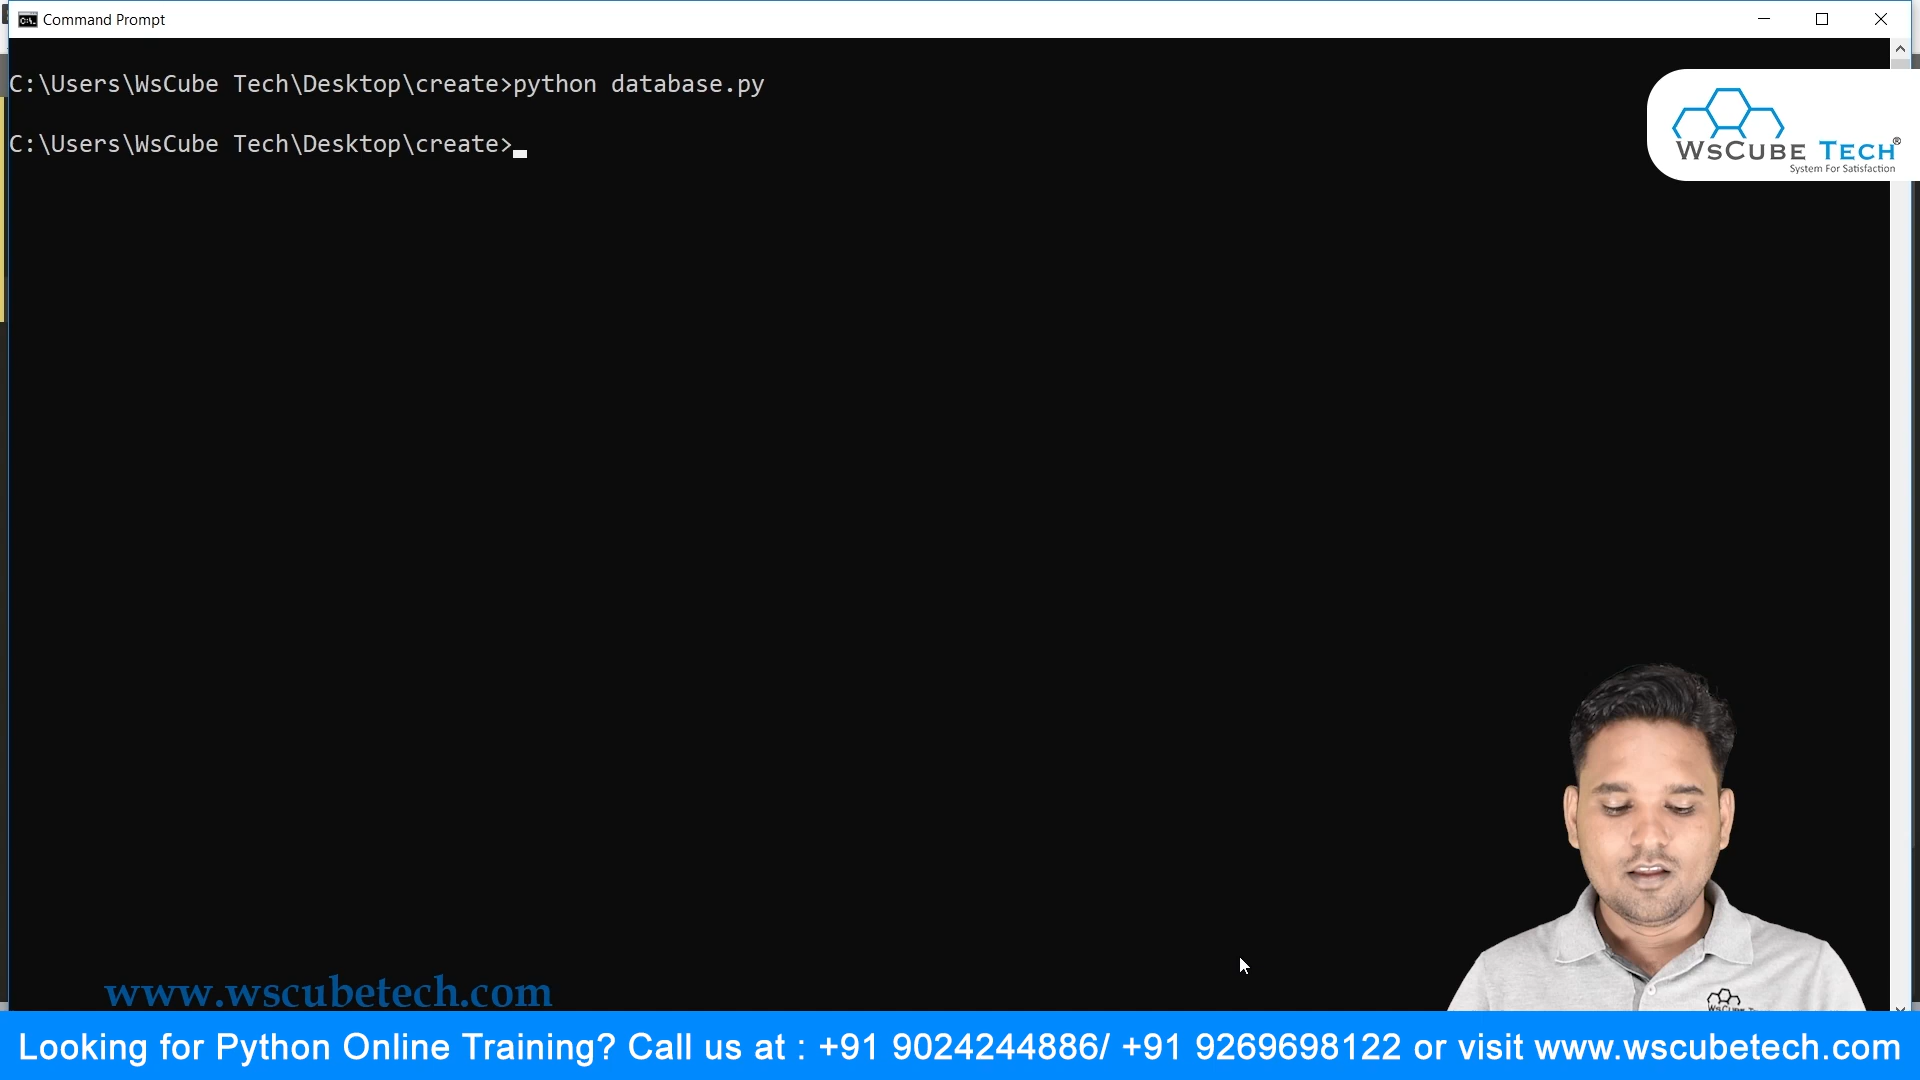 Command Prompt
C:\Users\WsCube Tech\Desktop\create>python database.py
C:\Users\WsCube Tech\Desktop\create>
WSCUBE TECH®
System For Satisfaction
www.wscubetech.com
Looking for Python Online Training? Call us at : +91 9024244886/ +91 9269698122 or visit www.wscubetech.com